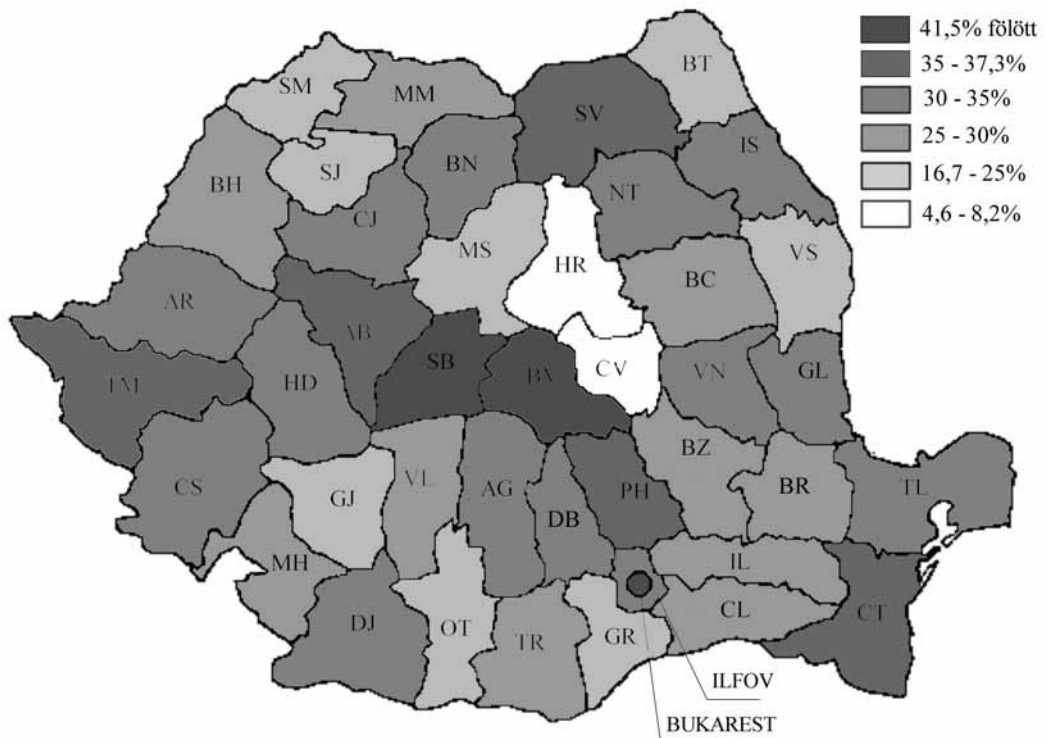 41,5% fölött
35 - 37,3%
30 - 35%
25 - 30%
16,7 - 25%
4,6 - 8,2%
BT
SM
MM
SV
IS
BN
SJ
BH
NT
CJ
MS
HR
VS
BC
AR
AB
SB
BV
CV
VN
GL
TM
HD
BZ
CS
GJ
VL
AG
PH
BR
TL
DB
MH
IL
CL
CT
DJ
OT
TR
GR
ILFOV
BUKAREST